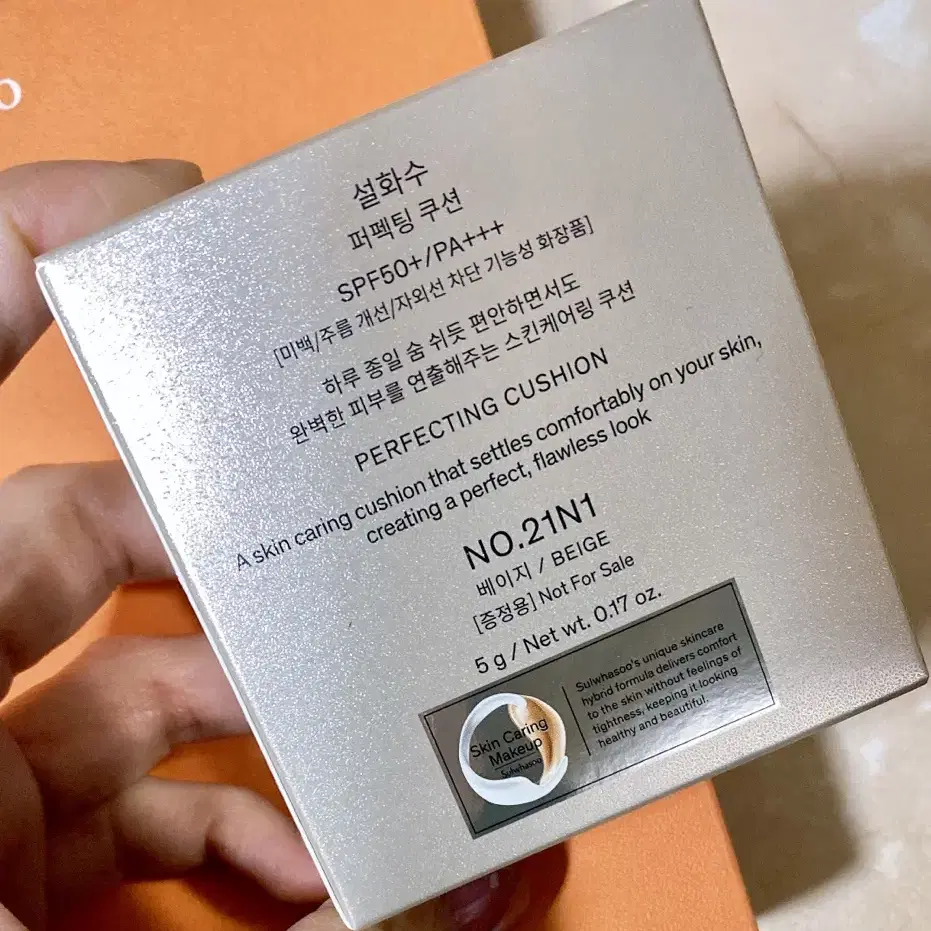 o
설화수
퍼펙팅 쿠션
SPF50+/PA+++
[미백/주름 개선/자외선 차단 기능성 화장품]
하루 종일 숨 쉬듯 편안하면서도
완벽한 피부를 연출해주는 스킨케어링 쿠션
PERFECTING CUSHION
A skin caring cushion that settles comfortably on your skin,
creating a perfect, flawless look
NO.21N1
베이지 / BEIGE
[증정용] Not For Sale
5 g / Net wt. 0.17 oz.
Skin Caring
Makeup
Sulwhasoo
Sulwhasoo's unique skincare
hybrid formula delivers comfort
to the skin without feelings of
tightness, keeping it looking
healthy and beautiful.